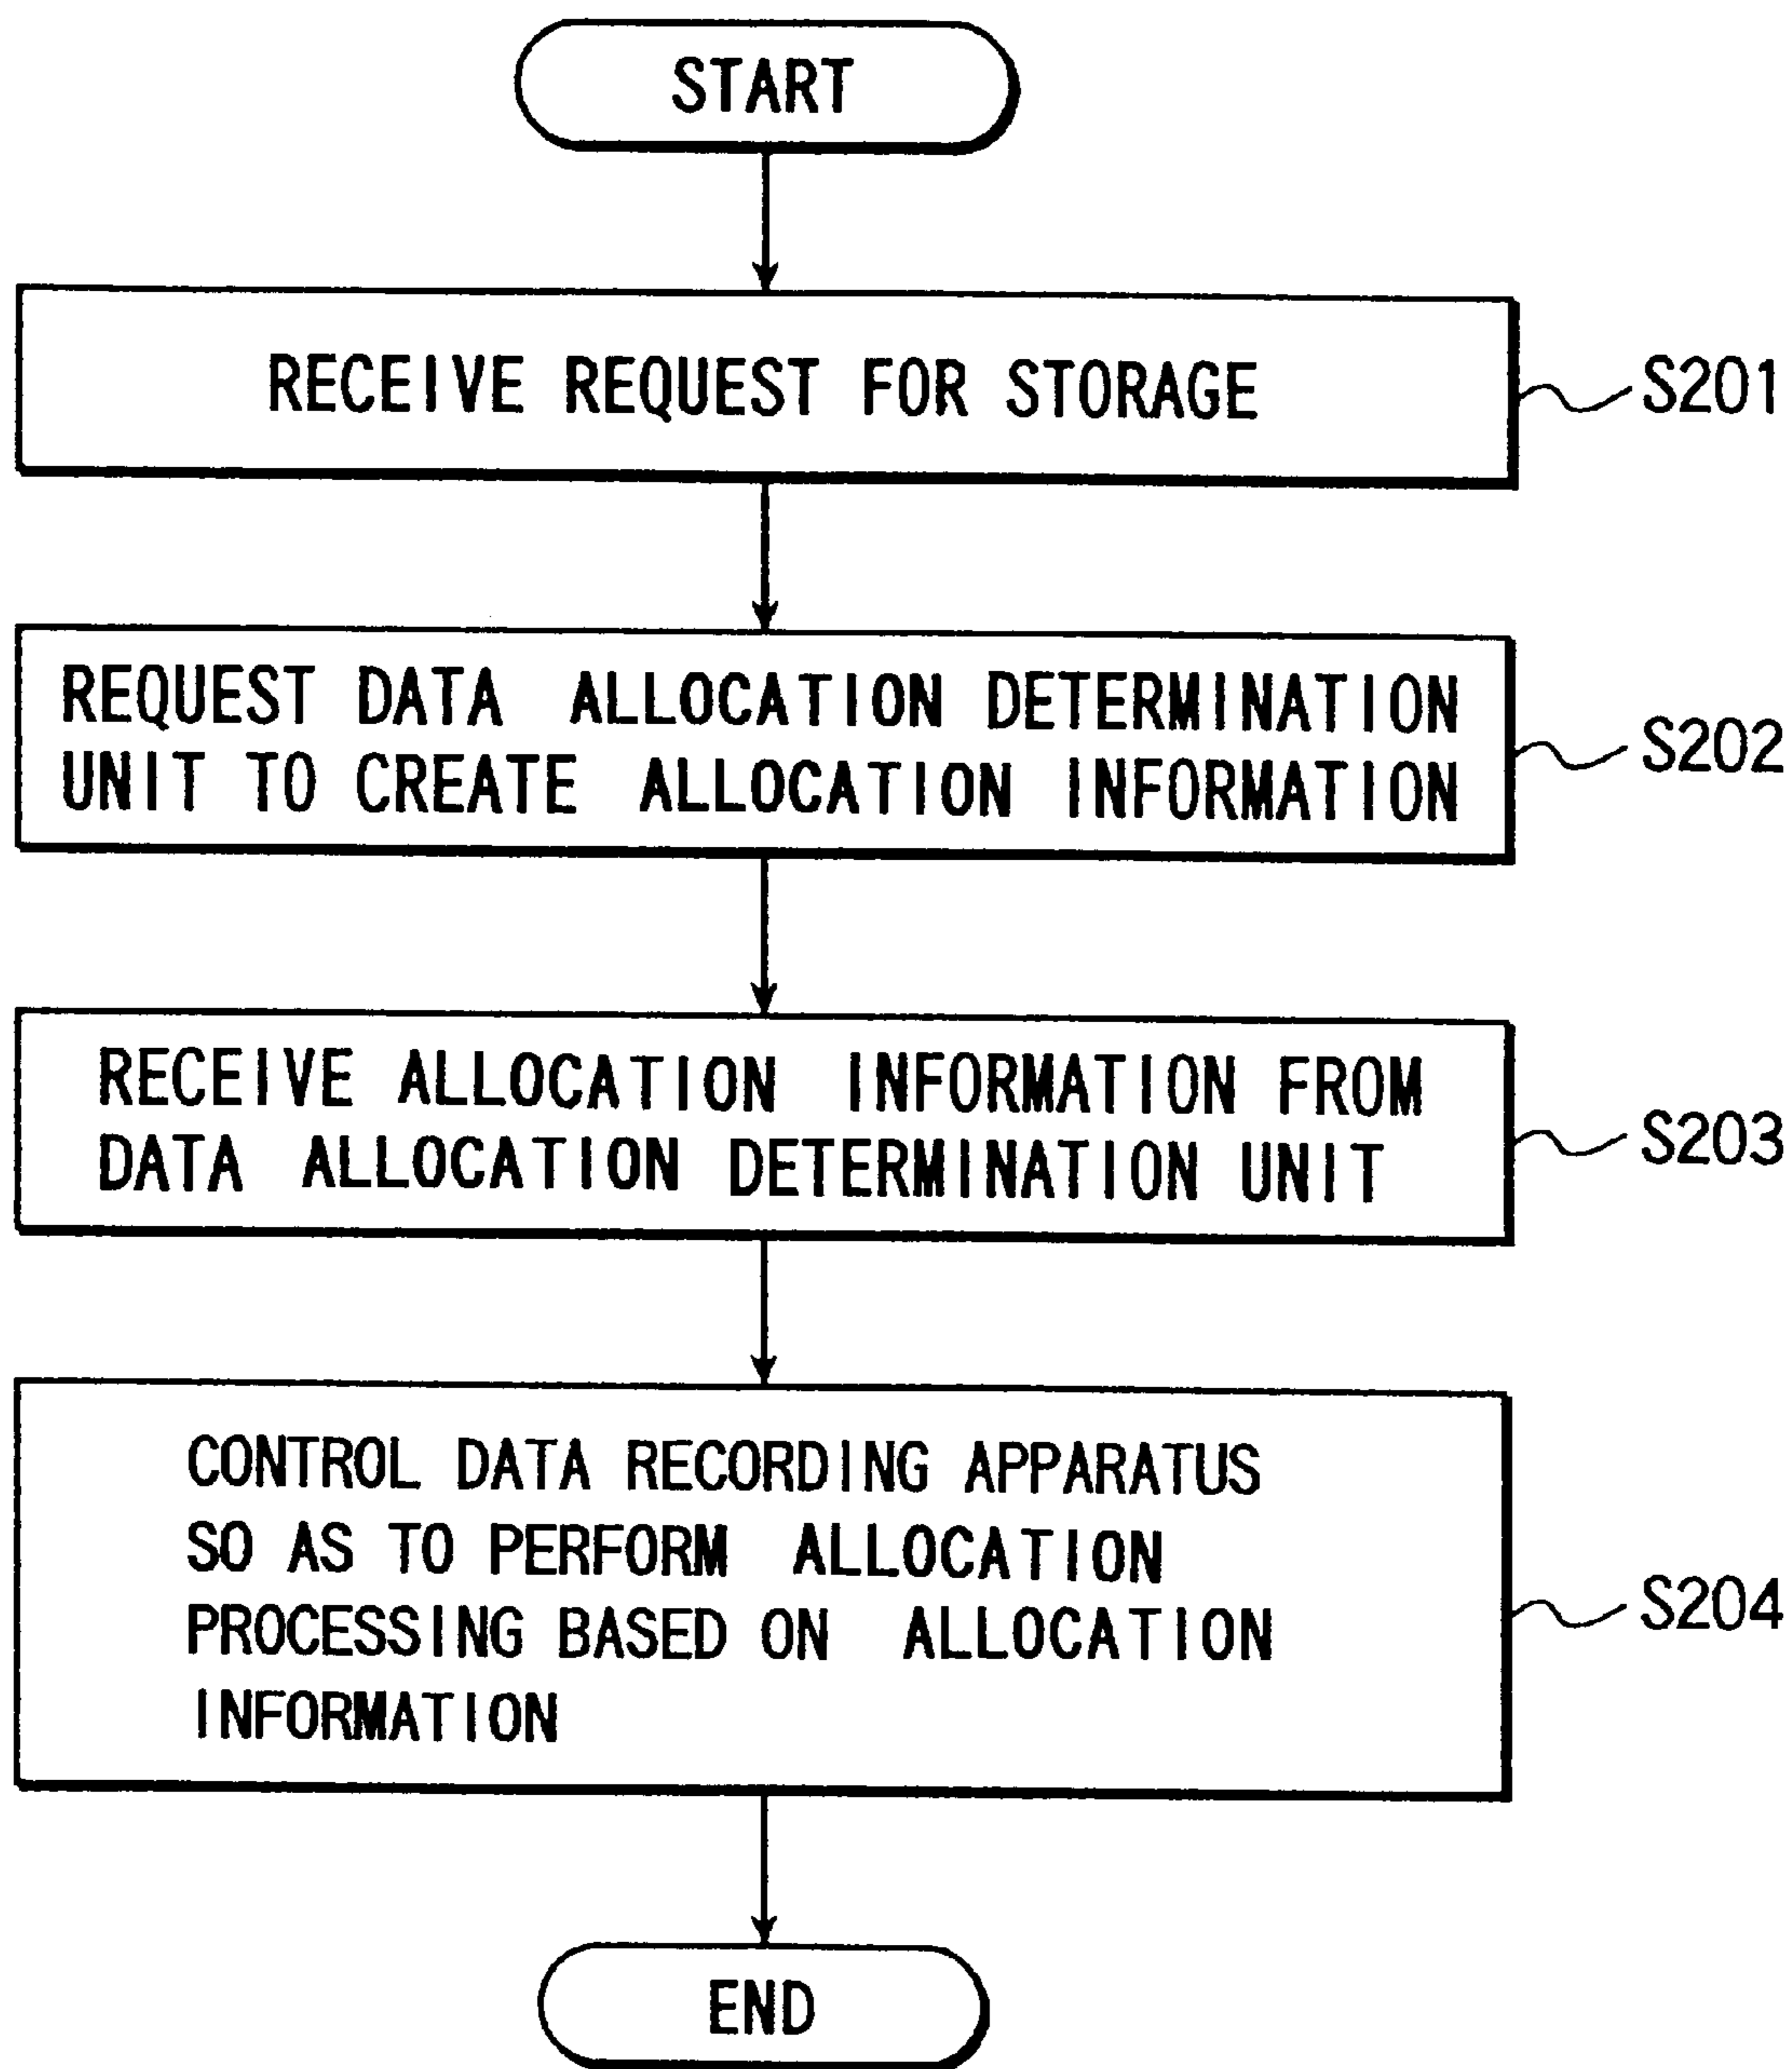 START
RECEIVE REQUEST FOR STORAGE
S201
REQUEST DATA ALLOCATION DETERMINATION
UNIT TO CREATE ALLOCATION INFORMATION
S202
RECEIVE ALLOCATION INFORMATION FROM
DATA ALLOCATION DETERMINATION UNIT
S203
CONTROL DATA RECORDING APPARATUS
SO AS TO PERFORM ALLOCATION
PROCESSING BASED ON ALLOCATION
INFORMATION
S204
END